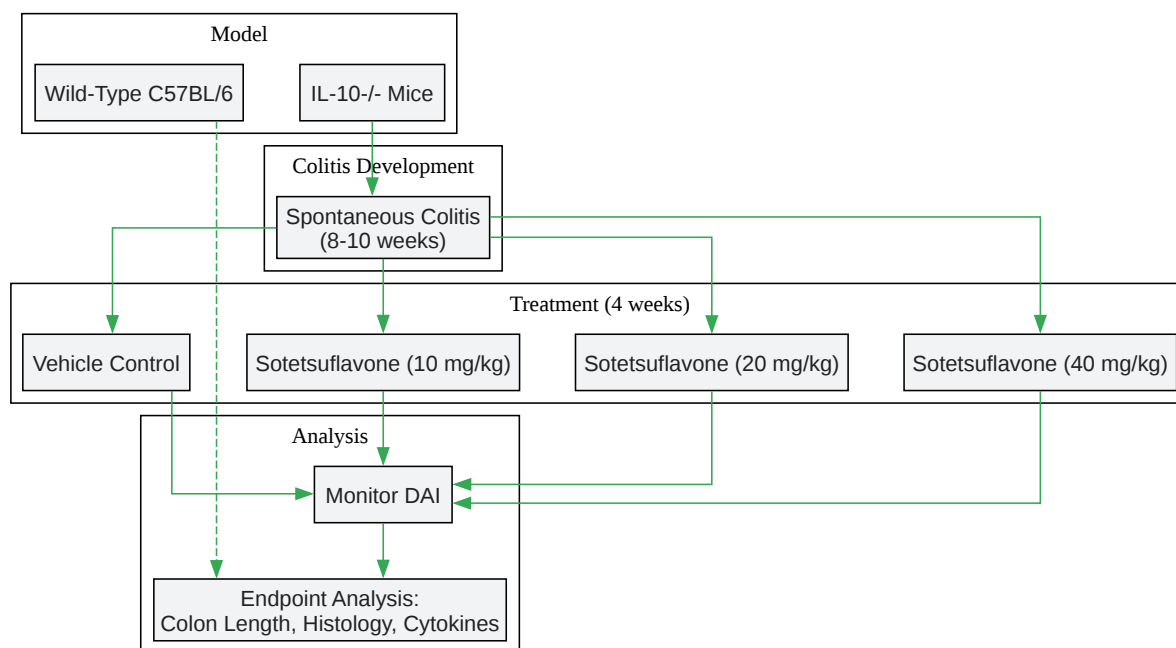 Model
Wild-Type C57BL/6
IL-10-/- Mice
Colitis Development
Spontaneous Colitis
(8-10 weeks)
Treatment (4 weeks)
Vehicle Control
Sotetsuflavone (10 mg/kg)
Sotetsuflavone (20 mg/kg)
Sotetsuflavone (40 mg/kg)
Analysis
Monitor DAI
Endpoint Analysis:
Colon Length, Histology, Cytokines